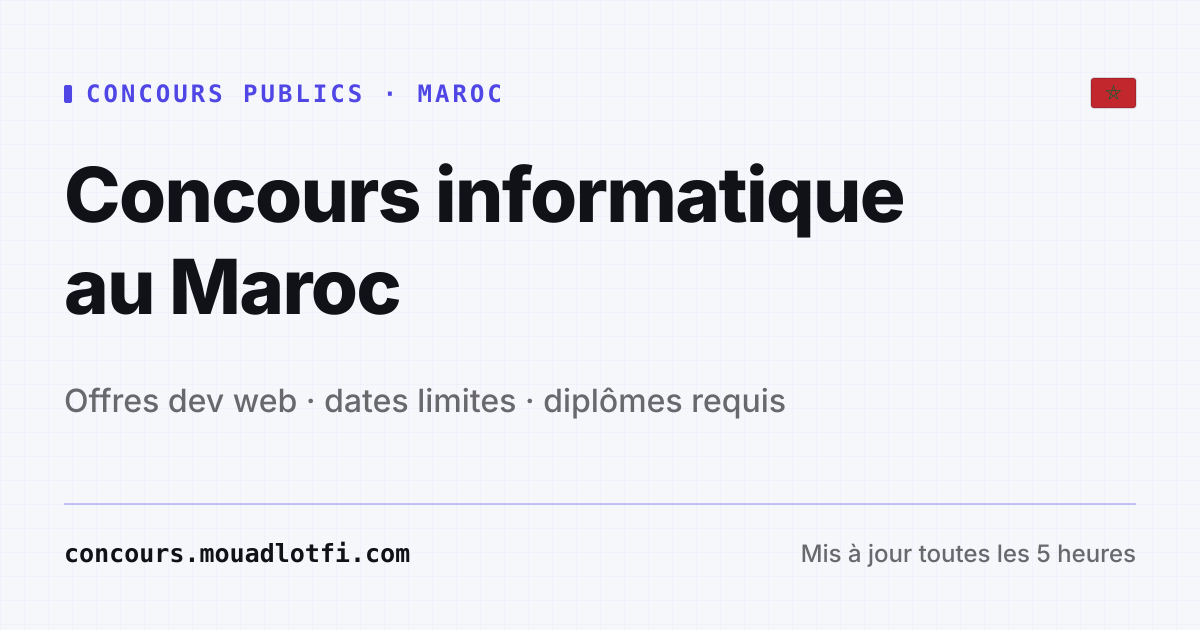 CONCOURS PUBLICS · MAROC
Concours informatique
au Maroc
Offres dev web · dates limites · diplômes requis
concours.mouadlotfi.com
Mis à jour toutes les 5 heures